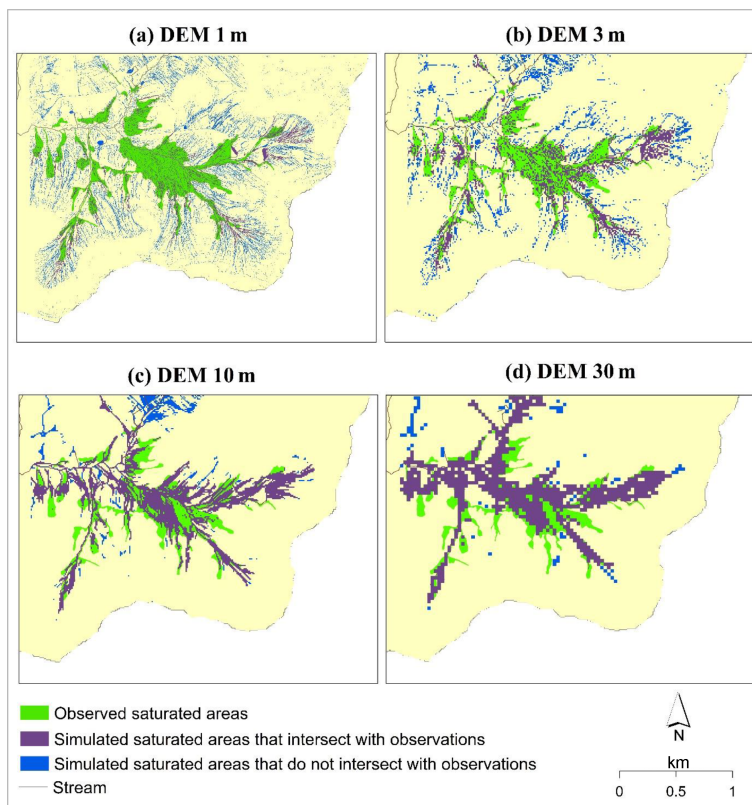 (a) DEM 1 m
(b) DEM 3 m
(c) DEM 10 m
(d) DEM 30 m
Observed saturated areas
Simulated saturated areas that intersect with observations
Simulated saturated areas that do not intersect with observations
Stream
N
km
0 0.5 1